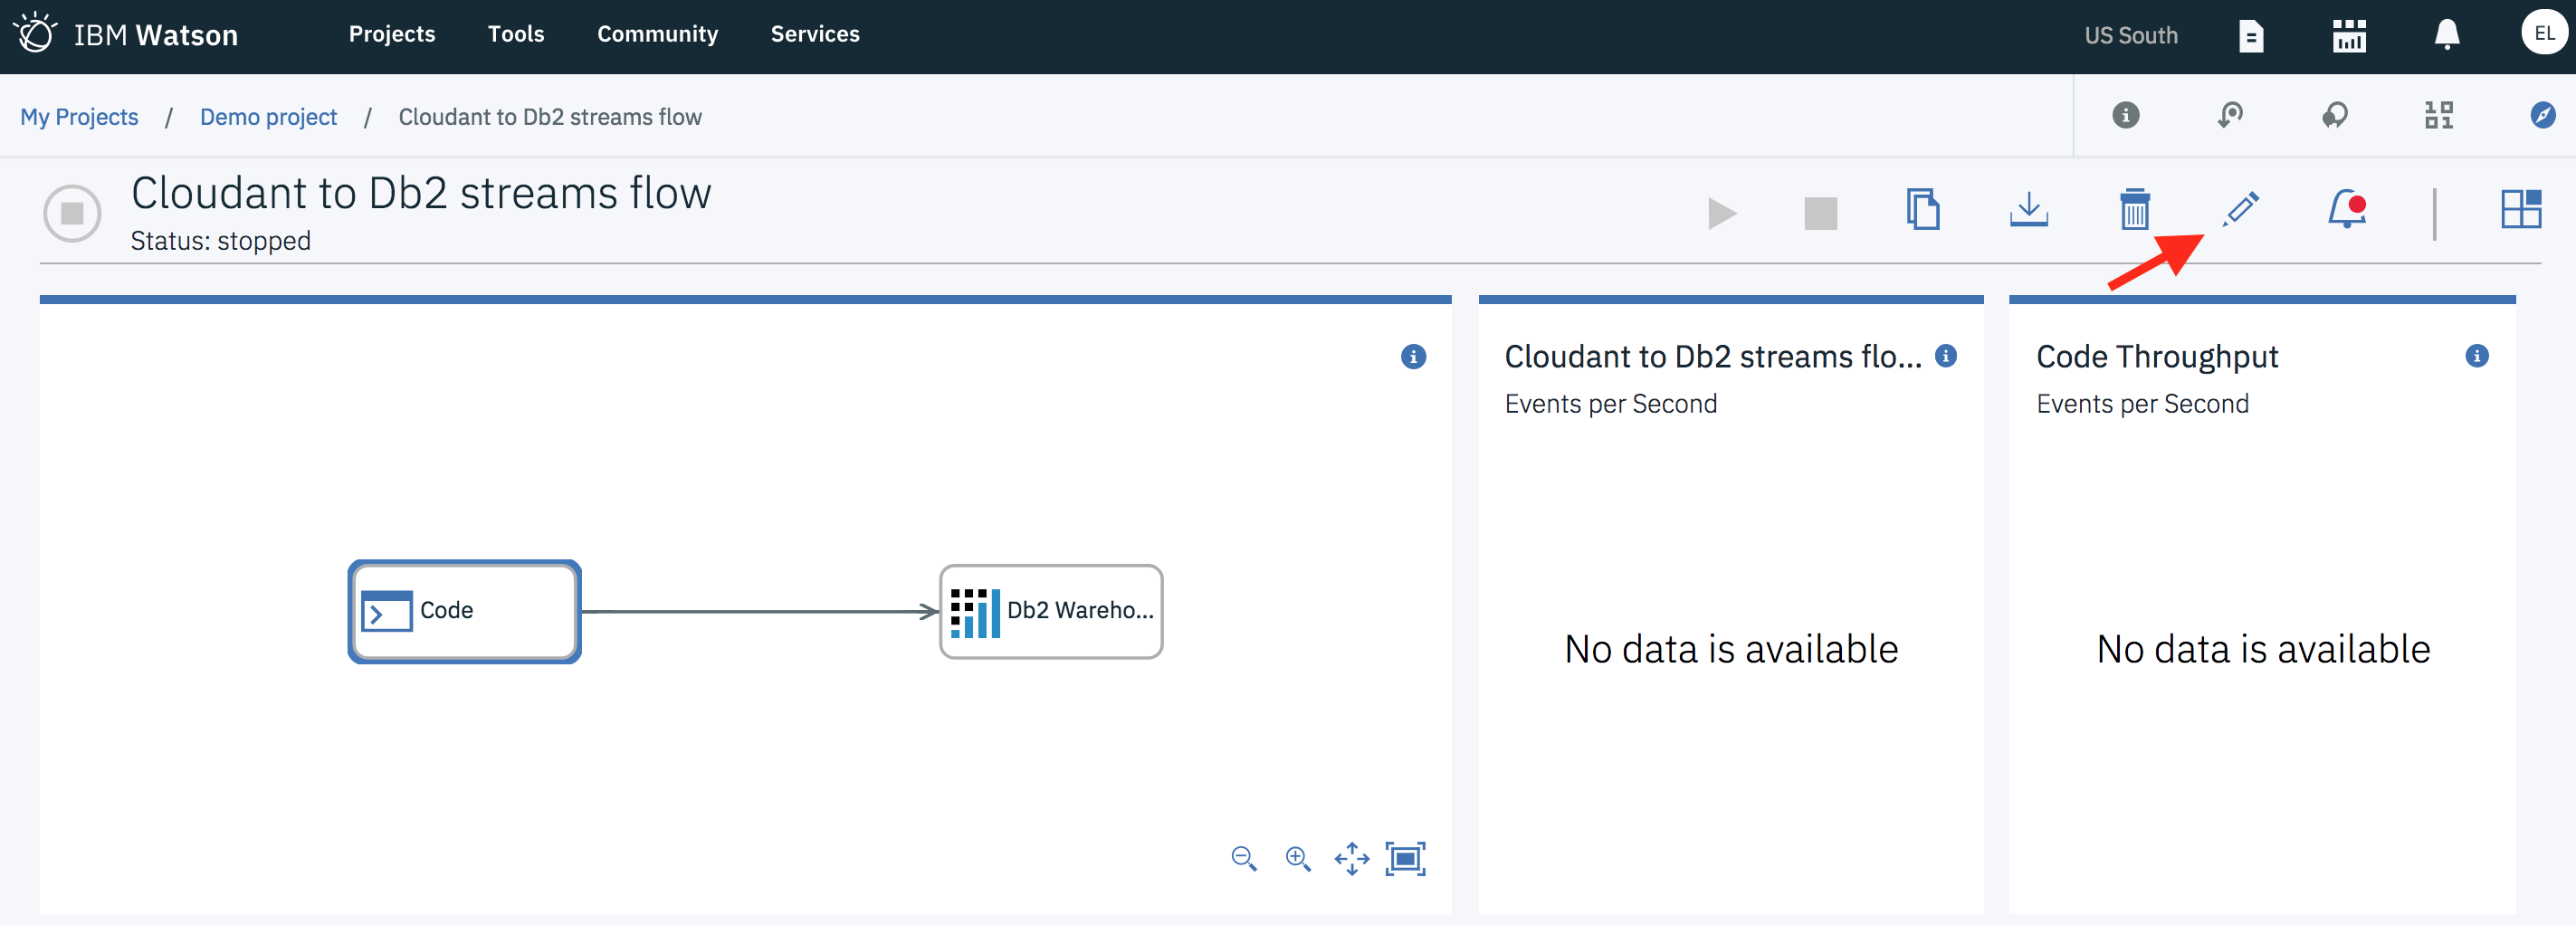 IBM Watson Projects Tools Community Services US South EL
My Projects / Demo project / Cloudant to Db2 streams flow
Cloudant to Db2 streams flow
Status: stopped
Cloudant to Db2 streams flo...
Events per Second
Code Throughput
Events per Second
Code
Db2 Wareho...
No data is available
No data is available